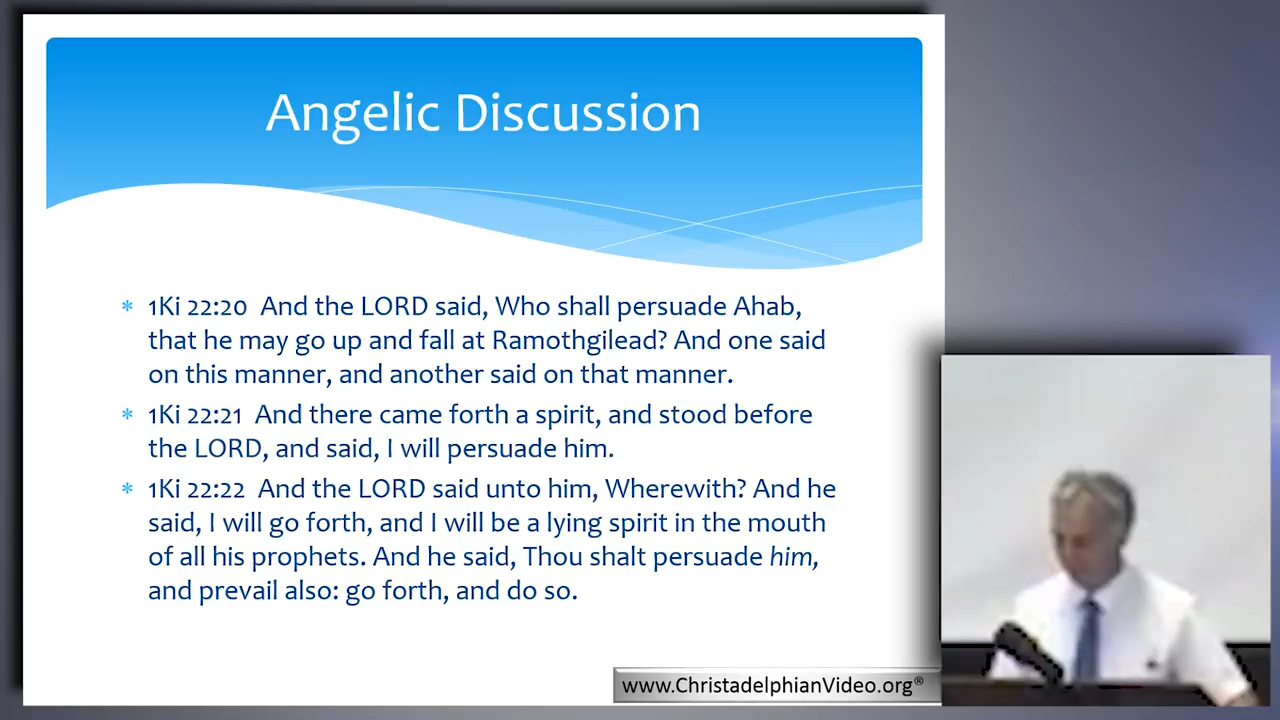 Angelic Discussion
* 1Ki 22:20 And the LORD said, Who shall persuade Ahab,
that he may go up and fall at Ramothgilead? And one said
on this manner, and another said on that manner.
* 1Ki 22:21 And there came forth a spirit, and stood before
the LORD, and said, I will persuade him.
* 1Ki 22:22 And the LORD said unto him, Wherewith? And he
said, I will go forth, and I will be a lying spirit in the mouth
of all his prophets. And he said, Thou shalt persuade him,
and prevail also: go forth, and do so.
www.ChristadelphianVideo.org®